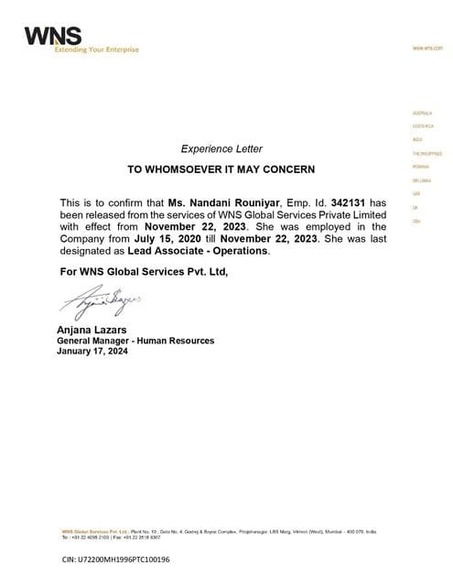 WNS
Extending Your Enterprise
www.wns.com
AUSTRALIA
COSTA RICA
INDIA
THE PHILIPPINES
ROMANIA
SRI LANKA
UAE
UK
USA
Experience Letter
TO WHOMSOEVER IT MAY CONCERN
This is to confirm that Ms. Nandani Rouniyar, Emp. Id. 342131 has
been released from the services of WNS Global Services Private Limited
with effect from November 22, 2023. She was employed in the
Company from July 15, 2020 till November 22, 2023. She was last
designated as Lead Associate - Operations.
For WNS Global Services Pvt. Ltd,
Anjana Lazars
General Manager - Human Resources
January 17, 2024
WNS Global Services Pvt. Ltd., Plant No. 10, Gate No. 4, Godrej & Boyce Complex, Pirojshanagar, LBS Marg, Vikhroli (West), Mumbai - 400 079, India.
Tel : +91 22 4095 2100 | Fax: +91 22 2518 8307
CIN: U72200MH1996PTC100196